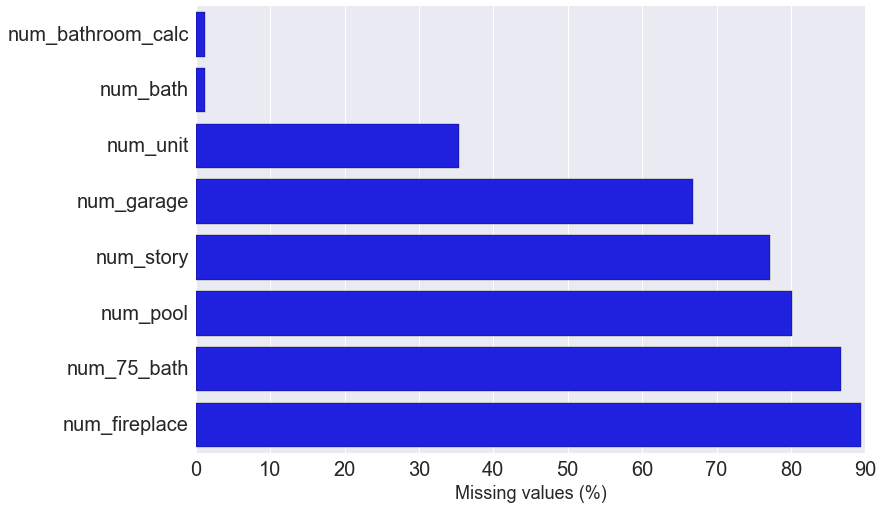 num_bathroom_calc
num_bath
num_unit
num_garage
num_story
num_pool
num_75_bath
num_fireplace
0 10 20 30 40 50 60 70 80 90
Missing values (%)